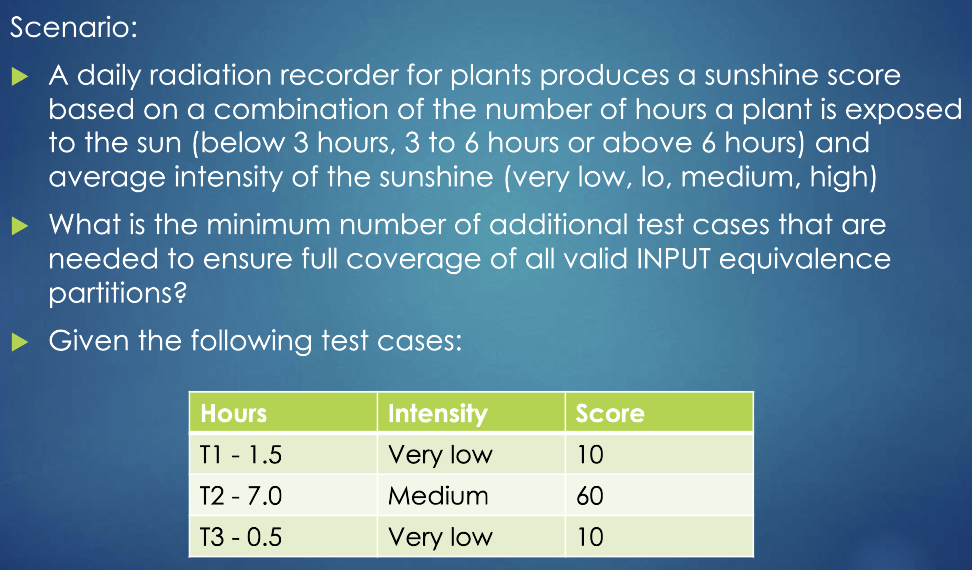 Scenario:
A daily radiation recorder for plants produces a sunshine score
based on a combination of the number of hours a plant is exposed
to the sun (below 3 hours, 3 to 6 hours or above 6 hours) and
average intensity of the sunshine (very low, lo, medium, high)
What is the minimum number of additional test cases that are
needed to ensure full coverage of all valid INPUT equivalence
partitions?
Given the following test cases:
Hours Intensity Score
T1 - 1.5 Very low 10
T2 - 7.0 Medium 60
T3 - 0.5 Very low 10